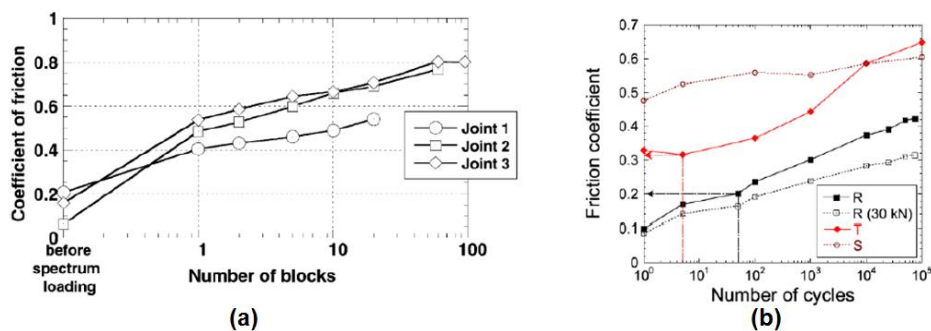 1
0.8
0.6
0.4
0.2
0
Coefficient of friction
before
spectrum
loading
1
10
100
Number of blocks
Joint 1
Joint 2
Joint 3
(a)
0.7
0.6
0.5
0.4
0.3
0.2
0.1
0
Friction coefficient
10⁰
10¹
10²
10³
10⁴
10⁵
Number of cycles
R
R (30 kN)
T
S
(b)